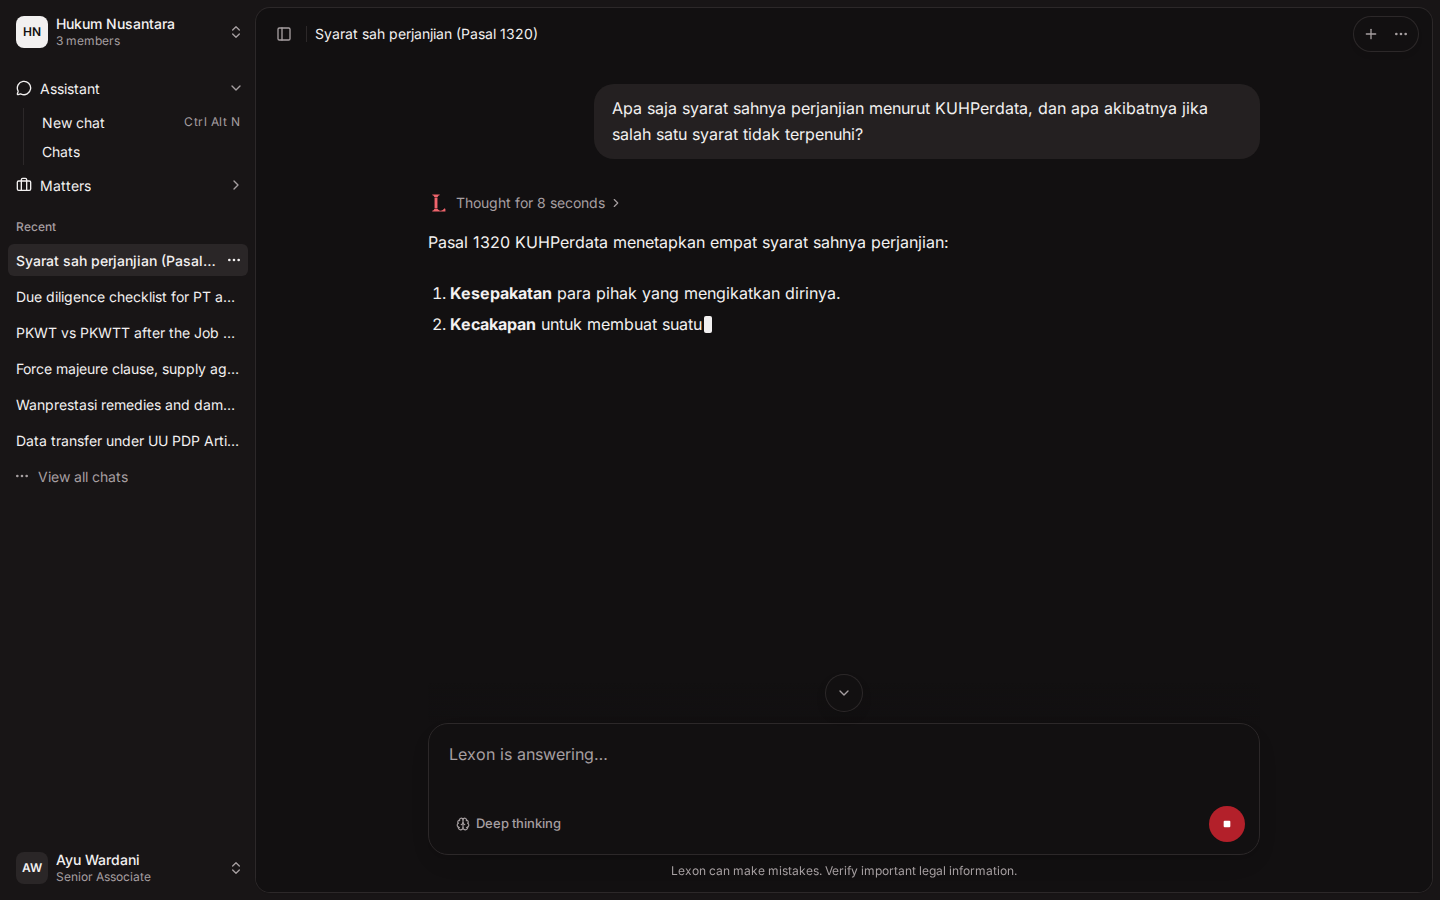 HN
Hukum Nusantara
3 members
Assistant
New chat
Ctrl Alt N
Chats
Matters
Recent
Syarat sah perjanjian (Pasal...
Due diligence checklist for PT a...
PKWT vs PKWTT after the Job ...
Force majeure clause, supply ag...
Wanprestasi remedies and dam...
Data transfer under UU PDP Arti...
View all chats
AW
Ayu Wardani
Senior Associate
Syarat sah perjanjian (Pasal 1320)
Apa saja syarat sahnya perjanjian menurut KUHPerdata, dan apa akibatnya jika
salah satu syarat tidak terpenuhi?
L
Thought for 8 seconds
Pasal 1320 KUHPerdata menetapkan empat syarat sahnya perjanjian:
1. Kesepakatan para pihak yang mengikatkan dirinya.
2. Kecakapan untuk membuat suatu
Lexon is answering...
Deep thinking
Lexon can make mistakes. Verify important legal information.